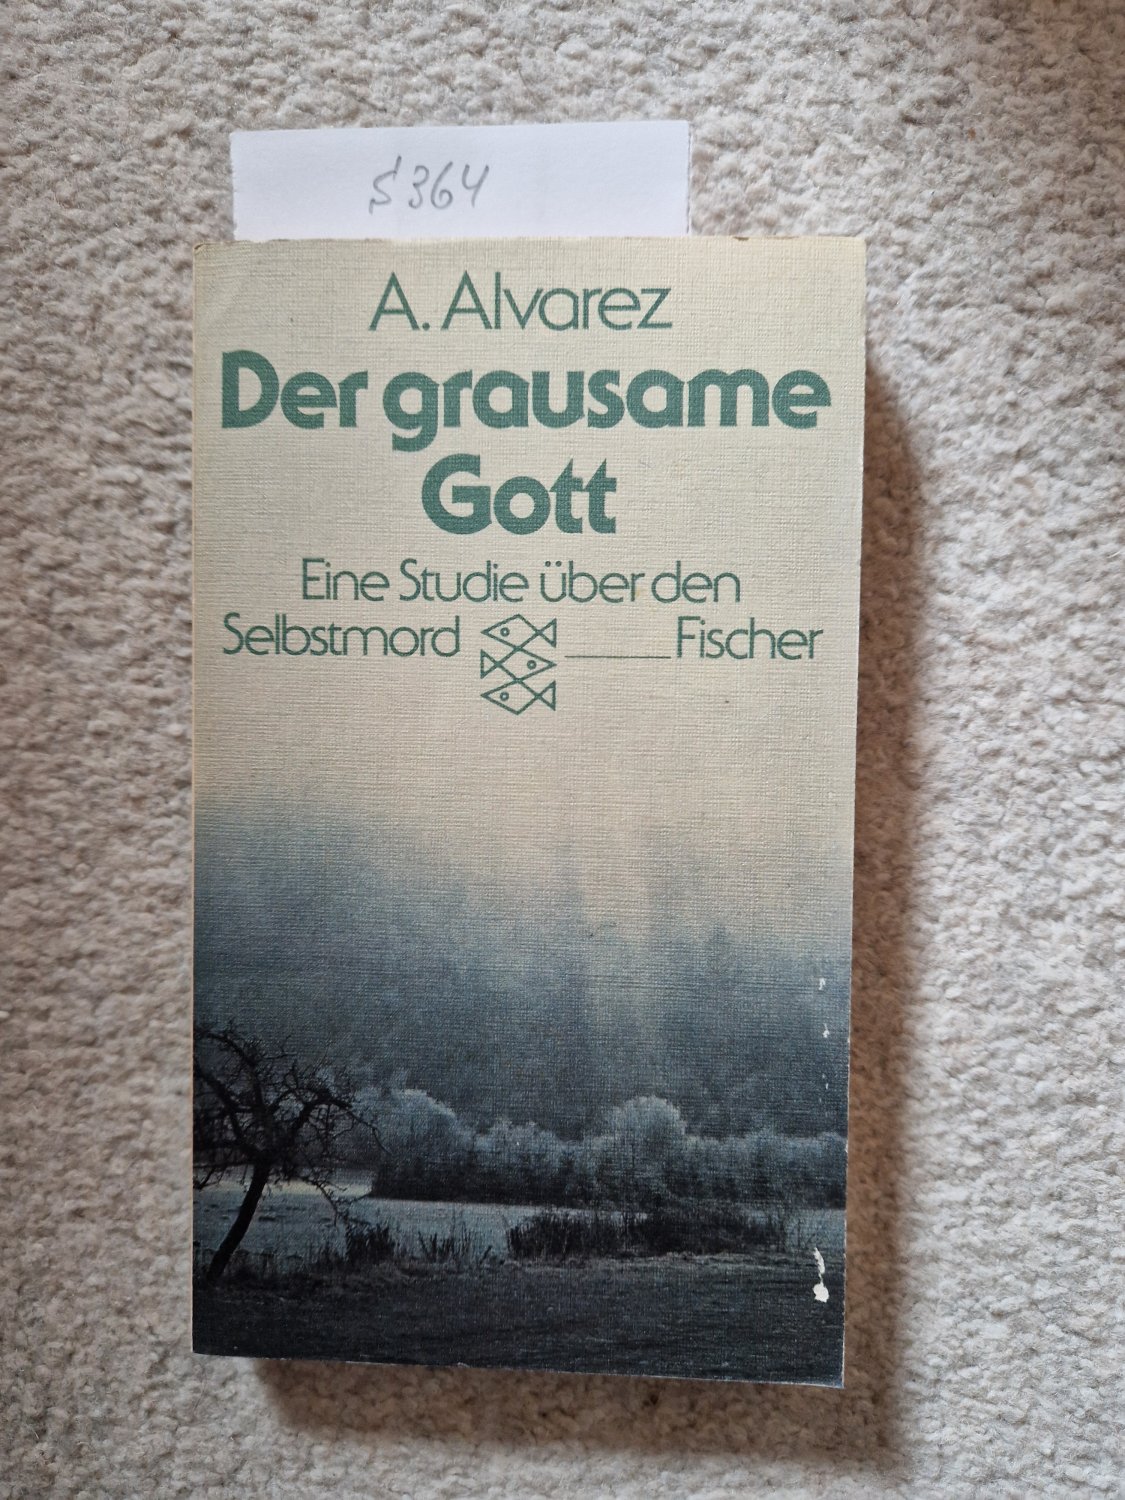 S364
A. Alvarez
Der grausame
Gott
Eine Studie über den
Selbstmord Fischer